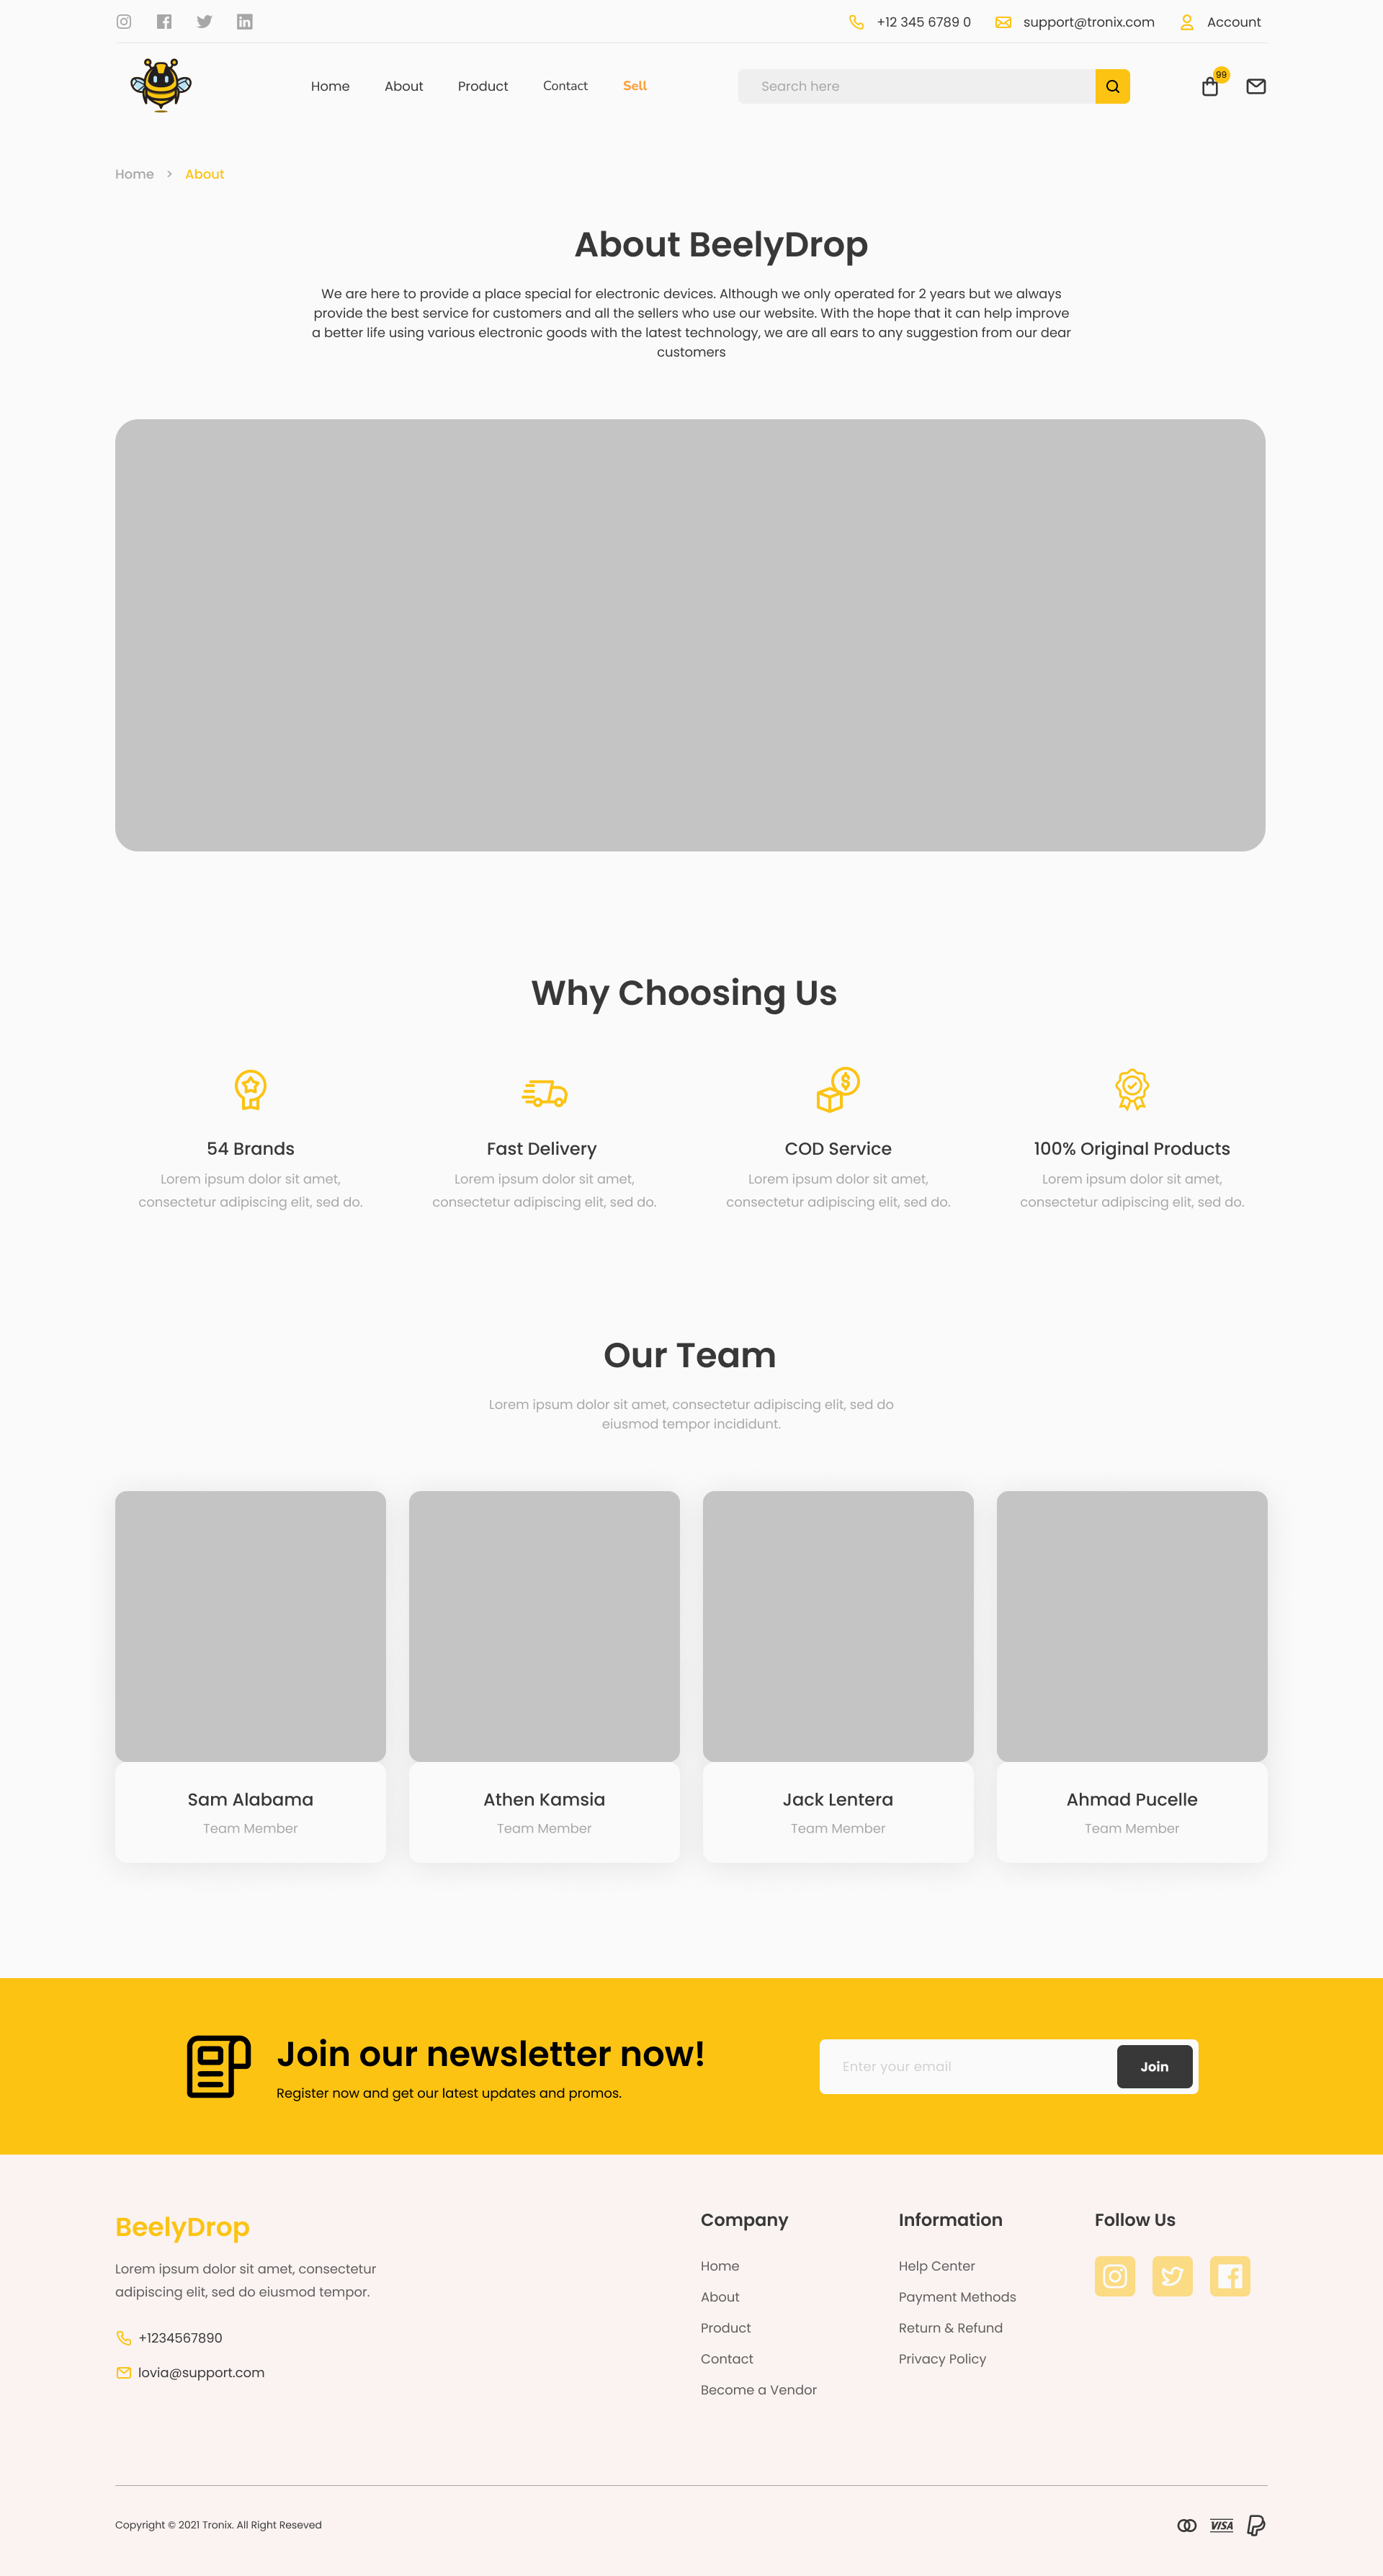 +12 345 6789 0
support@tronix.com
Account
Home
About
Product
Contact
Sell
Search here
99
Home > About
About BeelyDrop
We are here to provide a place special for electronic devices. Although we only operated for 2 years but we always
provide the best service for customers and all the sellers who use our website. With the hope that it can help improve
a better life using various electronic goods with the latest technology, we are all ears to any suggestion from our dear
customers
Why Choosing Us
54 Brands
Lorem ipsum dolor sit amet,
consectetur adipiscing elit, sed do.
Fast Delivery
Lorem ipsum dolor sit amet,
consectetur adipiscing elit, sed do.
COD Service
Lorem ipsum dolor sit amet,
consectetur adipiscing elit, sed do.
100% Original Products
Lorem ipsum dolor sit amet,
consectetur adipiscing elit, sed do.
Our Team
Lorem ipsum dolor sit amet, consectetur adipiscing elit, sed do
eiusmod tempor incididunt.
Sam Alabama
Team Member
Athen Kamsia
Team Member
Jack Lentera
Team Member
Ahmad Pucelle
Team Member
Join our newsletter now!
Register now and get our latest updates and promos.
Enter your email
Join
BeelyDrop
Lorem ipsum dolor sit amet, consectetur
adipiscing elit, sed do eiusmod tempor.
+1234567890
lovia@support.com
Company
Home
About
Product
Contact
Become a Vendor
Information
Help Center
Payment Methods
Return & Refund
Privacy Policy
Follow Us
Copyright © 2021 Tronix. All Right Reseved
VISA